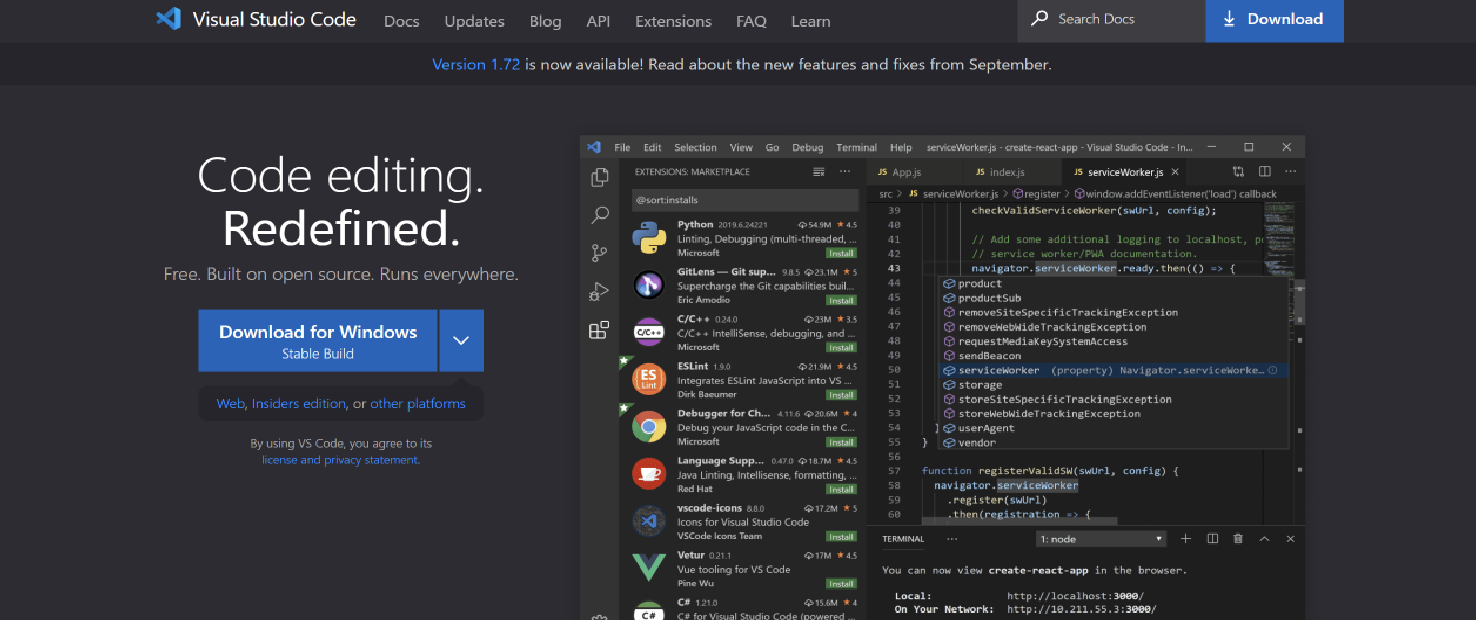 Visual Studio Code Docs Updates Blog API Extensions FAQ Learn Search Docs Download
Version 1.72 is now available! Read about the new features and fixes from September.
Code editing.
Redefined.
Free. Built on open source. Runs everywhere.
Download for Windows
Stable Build
Web, Insiders edition, or other platforms
By using VS Code, you agree to its
license and privacy statement.
File Edit Selection View Go Debug Terminal Help serviceWorker.js - create-react-app - Visual Studio Code - In...
EXTENSIONS: MARKETPLACE
@sort:installs
Python 2019.6.24221 54.9M ★ 4.5
Linting, Debugging (multi-threaded, ...
Microsoft Install
GitLens — Git sup... 9.8.5 23.1M ★ 5
Supercharge the Git capabilities buil...
Eric Amodio Install
C/C++
C/C++ 0.24.0 23M ★ 3.5
C/C++ IntelliSense, debugging, and ...
Microsoft Install
ES
Lint
ESLint 1.9.0 21.9M ★ 4.5
Integrates ESLint JavaScript into VS ...
Dirk Baeumer Install
Debugger for Ch... 4.11.6 20.6M ★ 4
Debug your JavaScript code in the C...
Microsoft Install
Language Supp... 0.47.0 18.7M ★ 4.5
Java Linting, Intellisense, formatting, ...
Red Hat Install
vscode-icons 8.8.0 17.2M ★ 5
Icons for Visual Studio Code
VSCode Icons Team Install
Vetur 0.21.1 17M ★ 4.5
Vue tooling for VS Code
Pine Wu Install
C#
C# 1.21.0 15.6M ★ 4
C# for Visual Studio Code (powered ...
JS App.js JS index.js JS serviceWorker.js
src > JS serviceWorker.js > register > window.addEventListener('load') callback
39 checkValidServiceWorker(swUrl, config);
40
41 // Add some additional logging to localhost, po
42 // service worker/PWA documentation.
43 navigator.serviceWorker.ready.then(() => {
44 product
45 productSub
46 removeSiteSpecificTrackingException
47 removeWebWideTrackingException
48 requestMediaKeySystemAccess
49 sendBeacon
50 serviceWorker (property) Navigator.serviceWorke...
51 storage
52 storeSiteSpecificTrackingException
53 storeWebWideTrackingException
54 } userAgent
55 } vendor
56
57 function registerValidSW(swUrl, config) {
58 navigator.serviceWorker
59 .register(swUrl)
60 .then(registration => {
TERMINAL ... 1: node
You can now view create-react-app in the browser.
Local: http://localhost:3000/
On Your Network: http://10.211.55.3:3000/